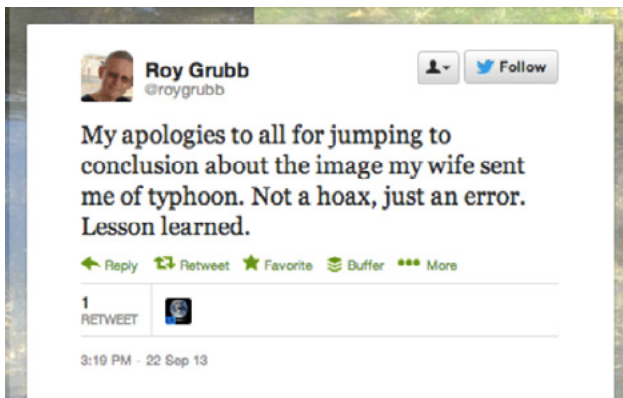 Roy Grubb
@roygrubb
Follow
My apologies to all for jumping to
conclusion about the image my wife sent
me of typhoon. Not a hoax, just an error.
Lesson learned.
Reply Retweet Favorite Buffer More
1
RETWEET
3:19 PM - 22 Sep 13